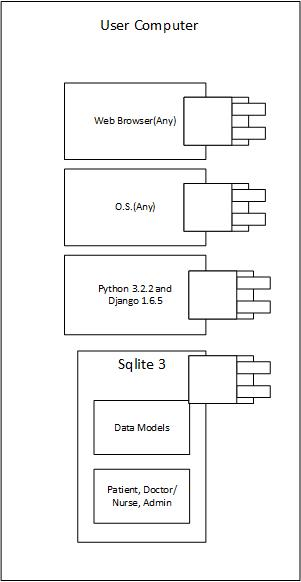 User Computer
Web Browser(Any)
O.S.(Any)
Python 3.2.2 and
Django 1.6.5
Sqlite 3
Data Models
Patient, Doctor/
Nurse, Admin